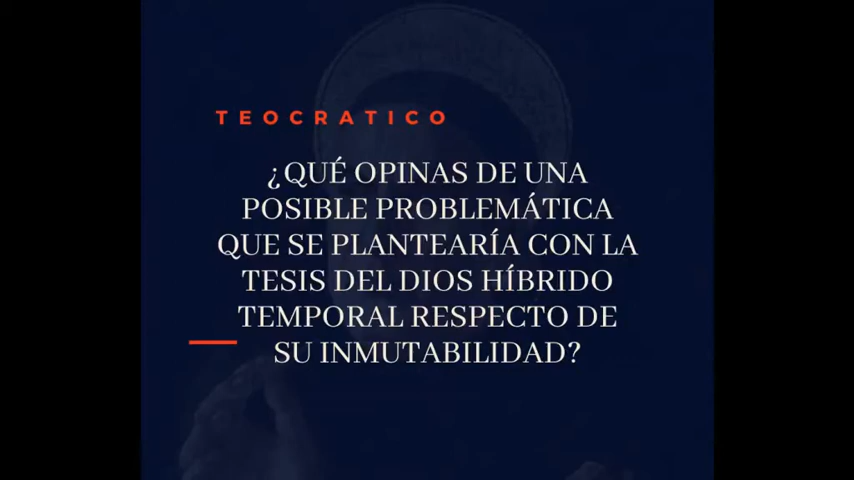 TEOCRATICO
¿QUÉ OPINAS DE UNA
POSIBLE PROBLEMÁTICA
QUE SE PLANTEARÍA CON LA
TESIS DEL DIOS HÍBRIDO
TEMPORAL RESPECTO DE
SU INMUTABILIDAD?